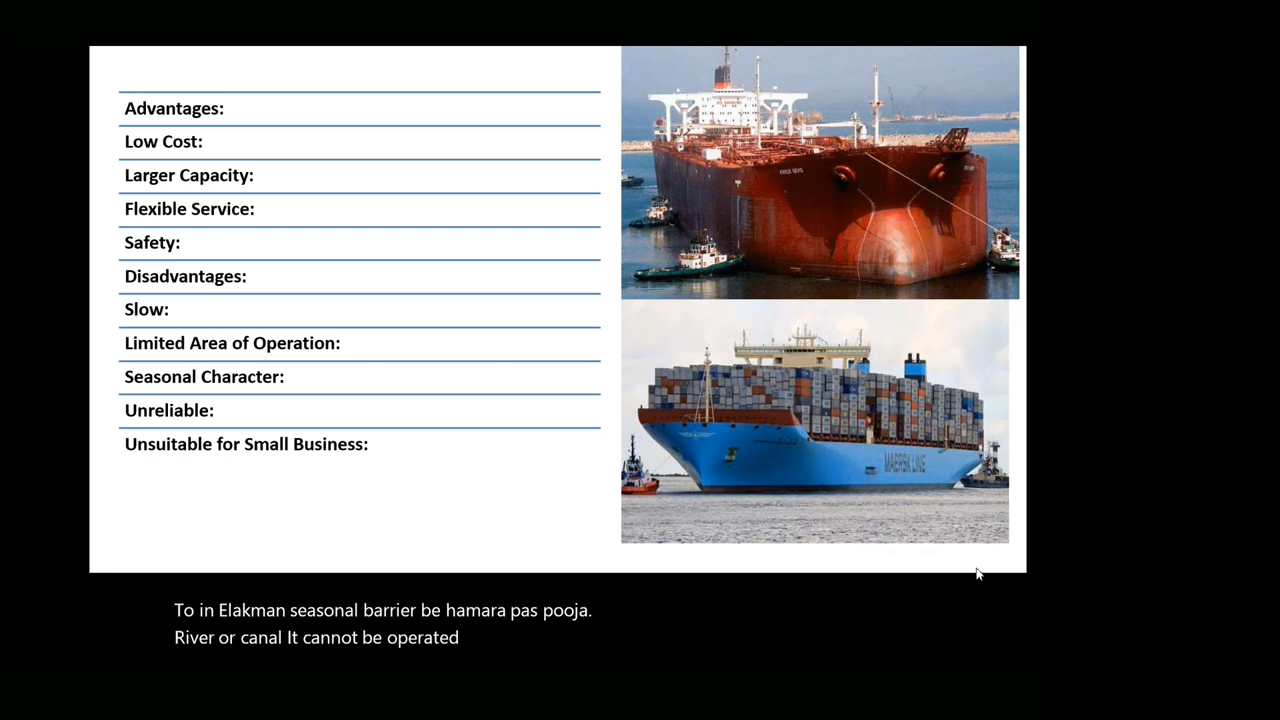 Advantages:
Low Cost:
Larger Capacity:
Flexible Service:
Safety:
Disadvantages:
Slow:
Limited Area of Operation:
Seasonal Character:
Unreliable:
Unsuitable for Small Business:
MAERSK LINE
To in Elakman seasonal barrier be hamara pas pooja.
River or canal It cannot be operated